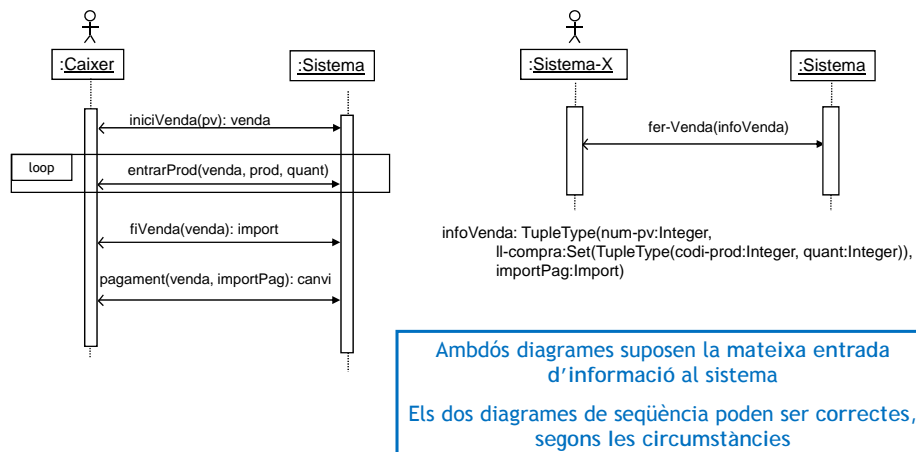 :Caixer
:Sistema
iniciVenda(pv): venda
loop
entrarProd(venda, prod, quant)
fiVenda(venda): import
pagament(venda, importPag): canvi
:Sistema-X
:Sistema
fer-Venda(infoVenda)
infoVenda: TupleType(num-pv:Integer,
ll-compra:Set(TupleType(codi-prod:Integer, quant:Integer)),
importPag:Import)
Ambdós diagrames suposen la mateixa entrada
d'informació al sistema
Els dos diagrames de seqüència poden ser correctes,
segons les circumstàncies